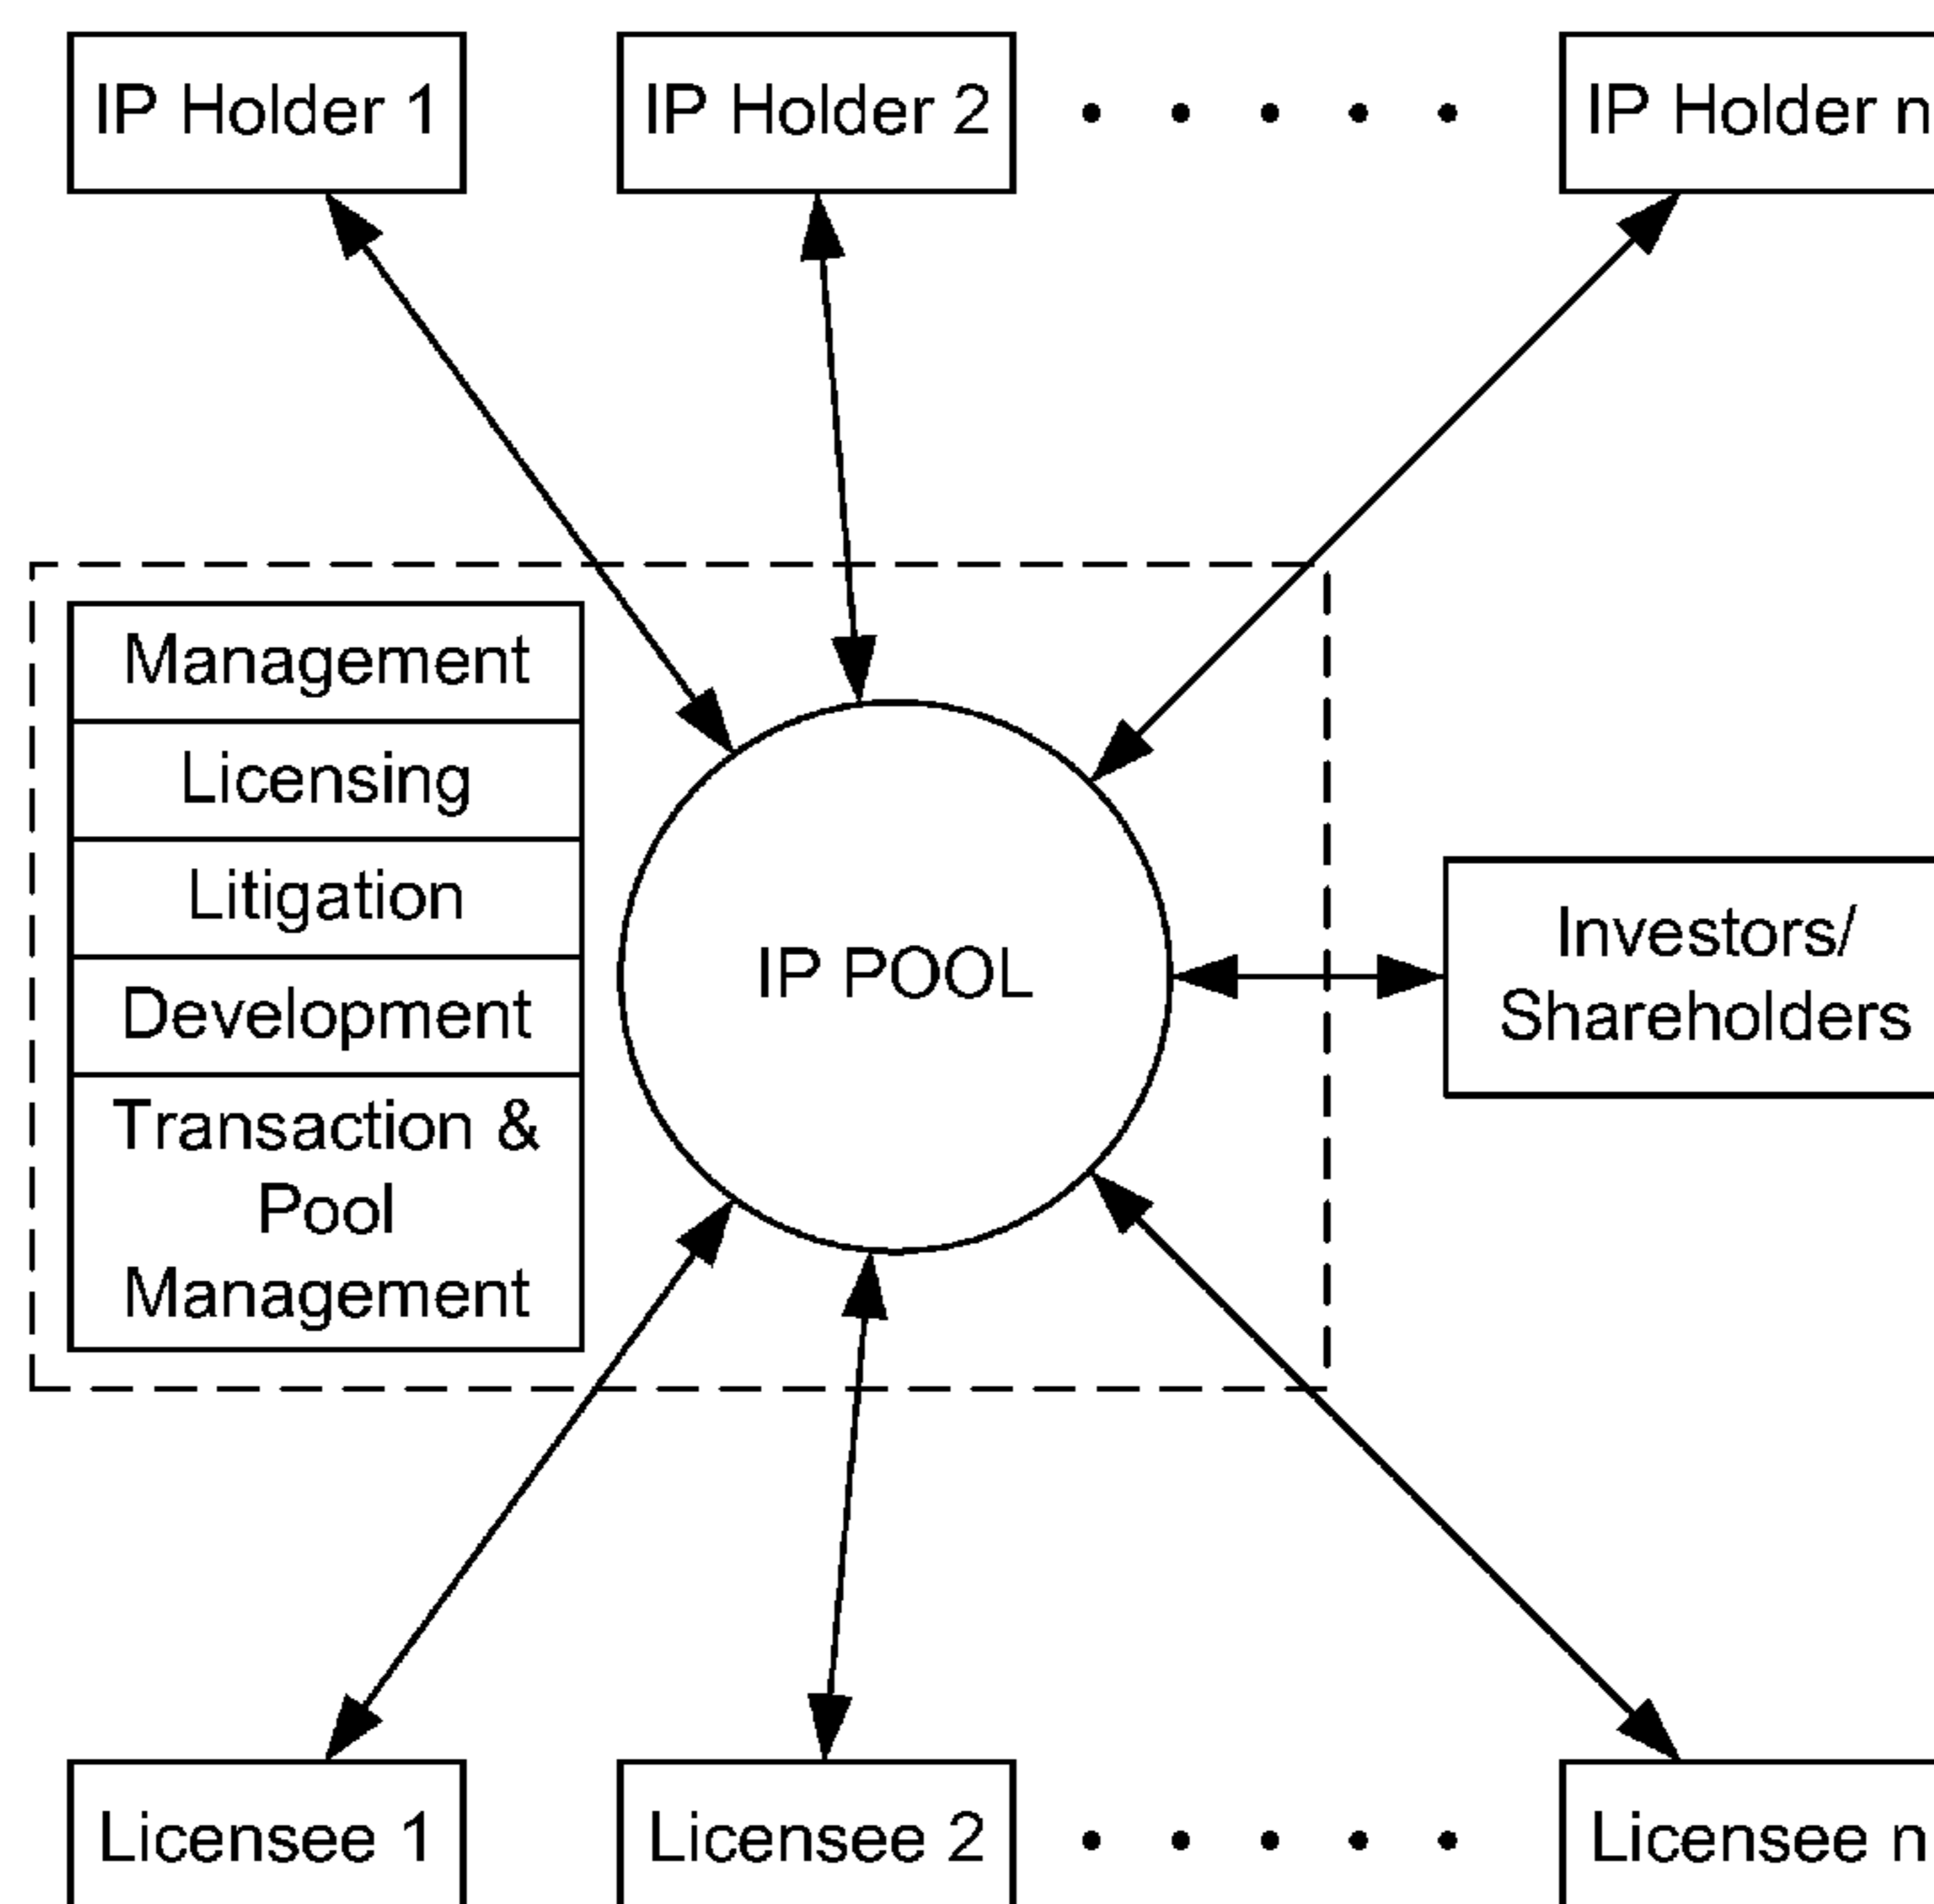 IP Holder 1
IP Holder 2
IP Holder n
Management
Licensing
Litigation
Development
Transaction &
Pool
Management
IP POOL
Investors/
Shareholders
Licensee 1
Licensee 2
Licensee n